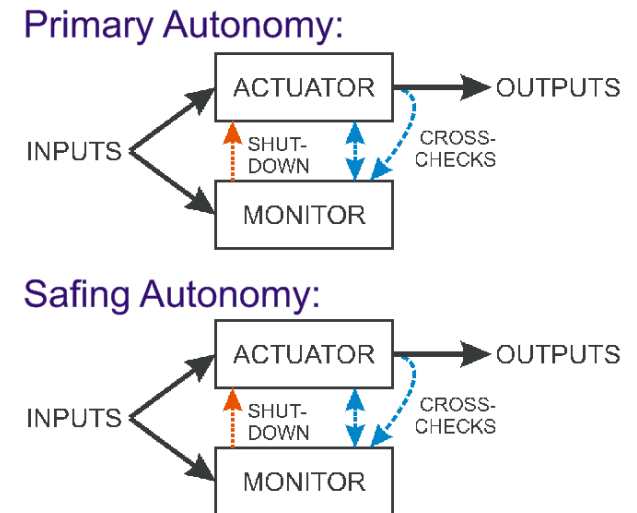 Primary Autonomy:
ACTUATOR
OUTPUTS
INPUTS
SHUT-
DOWN
CROSS-
CHECKS
MONITOR
Safing Autonomy:
ACTUATOR
OUTPUTS
INPUTS
SHUT-
DOWN
CROSS-
CHECKS
MONITOR